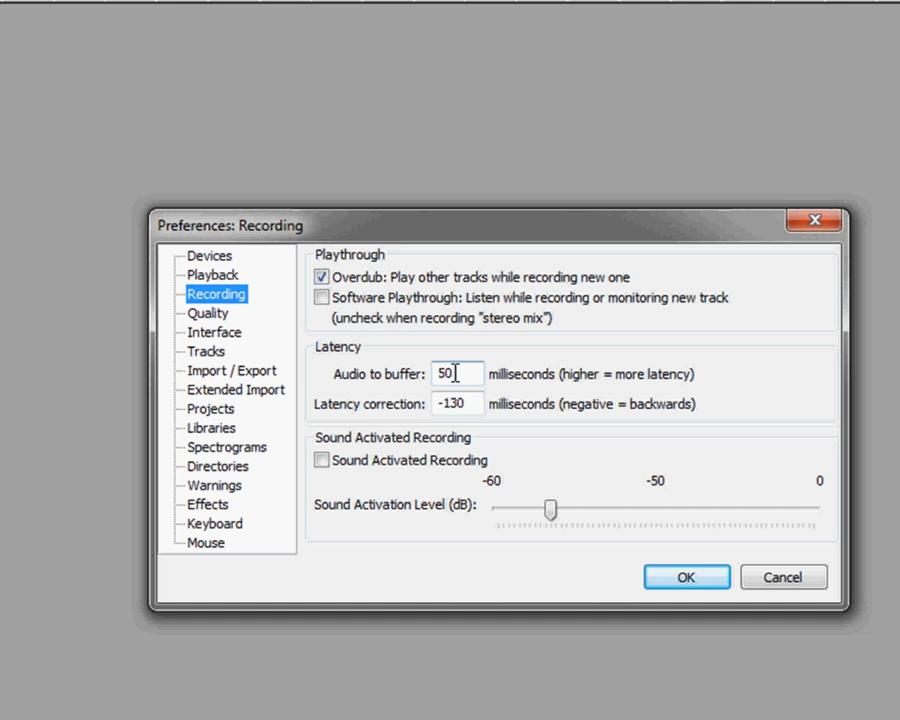 Preferences: Recording
Devices
Playback
Recording
Quality
Interface
Tracks
Import / Export
Extended Import
Projects
Libraries
Spectrograms
Directories
Warnings
Effects
Keyboard
Mouse
Playthrough
Overdub: Play other tracks while recording new one
Software Playthrough: Listen while recording or monitoring new track
(uncheck when recording "stereo mix")
Latency
Audio to buffer: 50 milliseconds (higher = more latency)
Latency correction: -130 milliseconds (negative = backwards)
Sound Activated Recording
Sound Activated Recording
-60 -50 0
Sound Activation Level (dB):
OK Cancel